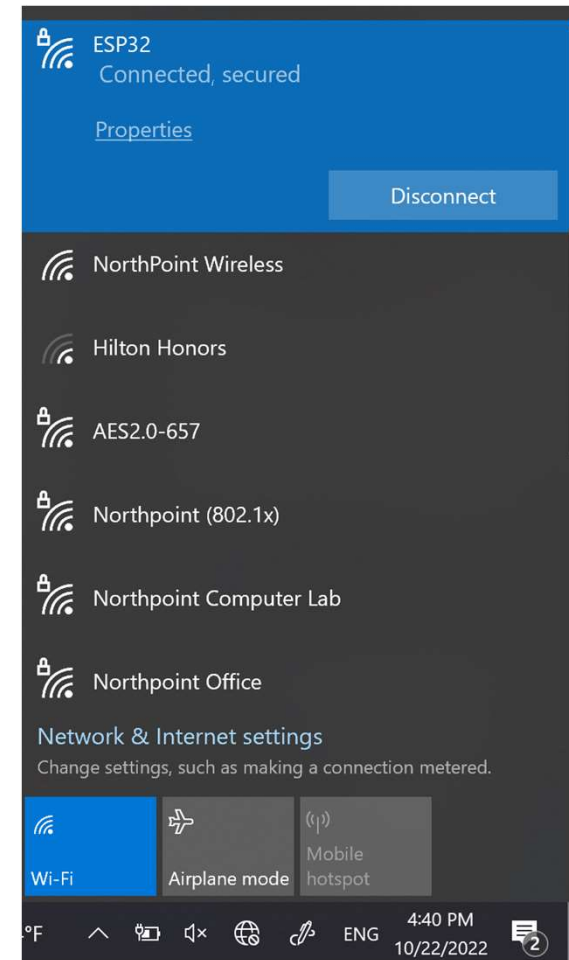 ESP32
Connected, secured
Properties
Disconnect
NorthPoint Wireless
Hilton Honors
AES2.0-657
Northpoint (802.1x)
Northpoint Computer Lab
Northpoint Office
Network & Internet settings
Change settings, such as making a connection metered.
Wi-Fi
Airplane mode
Mobile
hotspot
°F
ENG
4:40 PM
10/22/2022
2